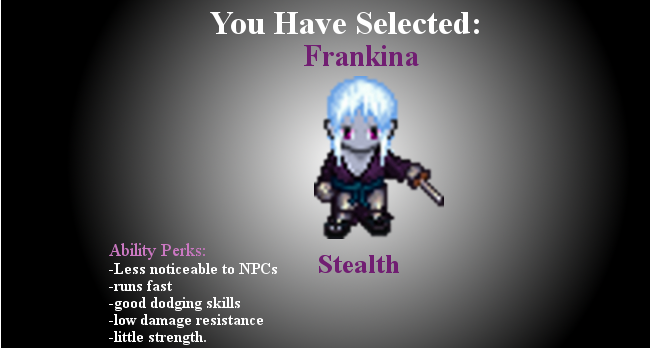 You Have Selected:
Frankina
Stealth
Ability Perks:
-Less noticeable to NPCs
-runs fast
-good dodging skills
-low damage resistance
-little strength.